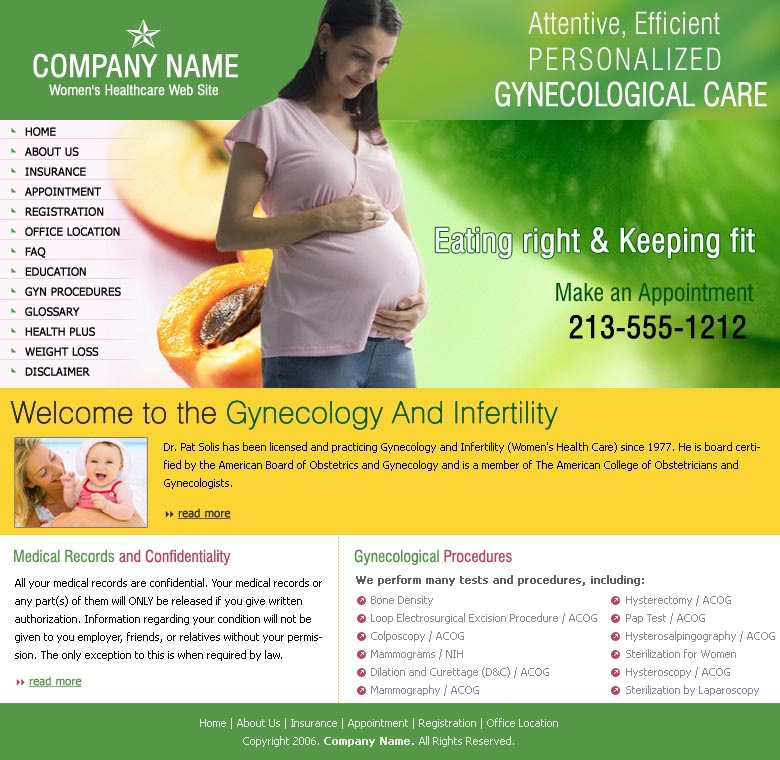 COMPANY NAME
Women's Healthcare Web Site
Attentive, Efficient
PERSONALIZED
GYNECOLOGICAL CARE
HOME
ABOUT US
INSURANCE
APPOINTMENT
REGISTRATION
OFFICE LOCATION
FAQ
EDUCATION
GYN PROCEDURES
GLOSSARY
HEALTH PLUS
WEIGHT LOSS
DISCLAIMER
Eating right & Keeping fit
Make an Appointment
213-555-1212
Welcome to the Gynecology And Infertility
Dr. Pat Solis has been licensed and practicing Gynecology and Infertility (Women's Health Care) since 1977. He is board certi-
fied by the American Board of Obstetrics and Gynecology and is a member of The American College of Obstetricians and
Gynecologists.
read more
Medical Records and Confidentiality
All your medical records are confidential. Your medical records or
any part(s) of them will ONLY be released if you give written
authorization. Information regarding your condition will not be
given to you employer, friends, or relatives without your permis-
sion. The only exception to this is when required by law.
read more
Gynecological Procedures
We perform many tests and procedures, including:
Bone Density
Loop Electrosurgical Excision Procedure / ACOG
Colposcopy / ACOG
Mammograms / NIH
Dilation and Curettage (D&C) / ACOG
Mammography / ACOG
Hysterectomy / ACOG
Pap Test / ACOG
Hysterosalpingography / ACOG
Sterilization for Women
Hysteroscopy / ACOG
Sterilization by Laparoscopy
Home | About Us | Insurance | Appointment | Registration | Office Location
Copyright 2006. Company Name. All Rights Reserved.